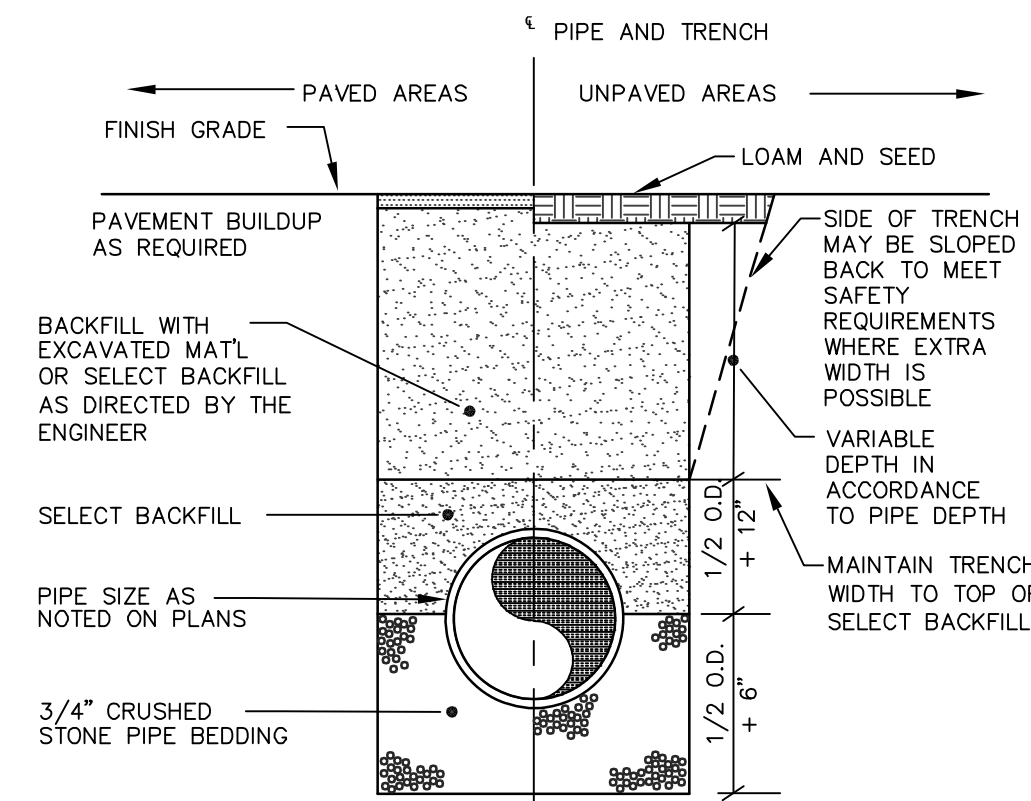 ℄ PIPE AND TRENCH
PAVED AREAS
UNPAVED AREAS
FINISH GRADE
LOAM AND SEED
PAVEMENT BUILDUP
AS REQUIRED
SIDE OF TRENCH
MAY BE SLOPED
BACK TO MEET
SAFETY
REQUIREMENTS
WHERE EXTRA
WIDTH IS
POSSIBLE
BACKFILL WITH
EXCAVATED MAT'L
OR SELECT BACKFILL
AS DIRECTED BY THE
ENGINEER
VARIABLE
DEPTH IN
ACCORDANCE
TO PIPE DEPTH
SELECT BACKFILL
1/2 O.D.
+ 12"
MAINTAIN TRENCH
WIDTH TO TOP OF
SELECT BACKFILL
PIPE SIZE AS
NOTED ON PLANS
1/2 O.D.
+ 6"
3/4" CRUSHED
STONE PIPE BEDDING